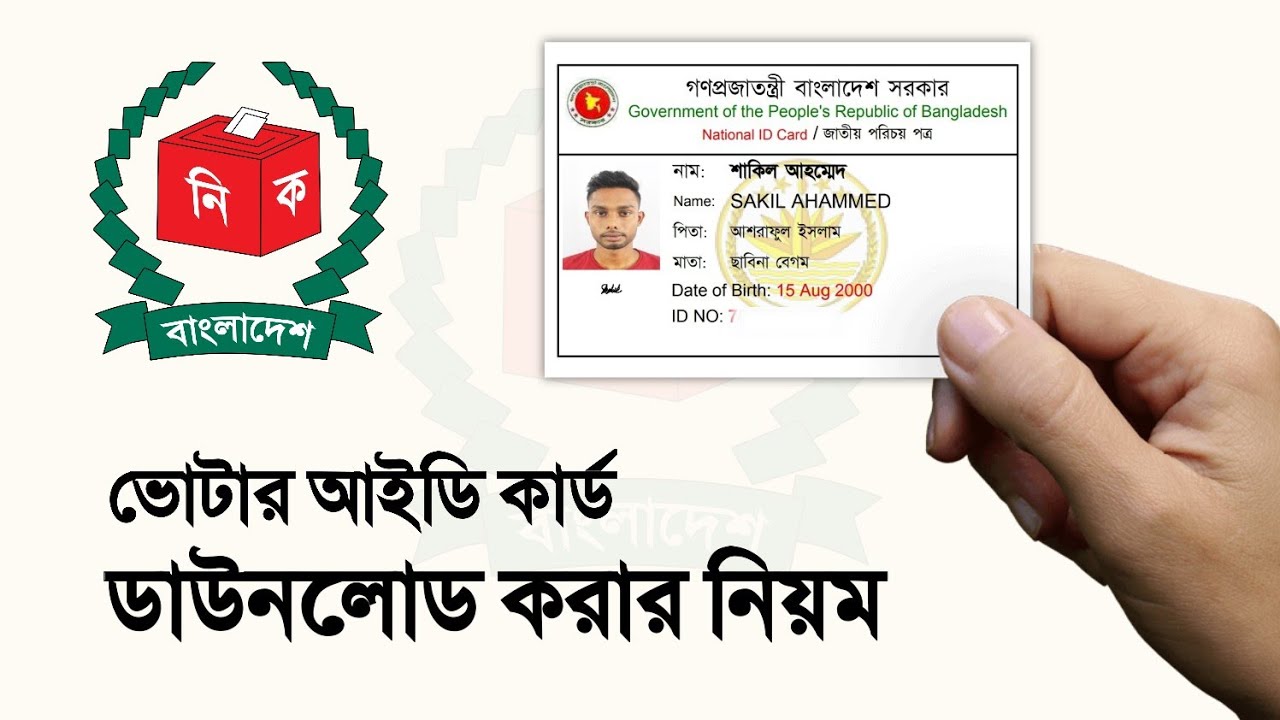 নি ক
বাংলাদেশ
গণপ্রজাতন্ত্রী বাংলাদেশ সরকার
Government of the People's Republic of Bangladesh
National ID Card / জাতীয় পরিচয় পত্র
নাম: শাকিল আহম্মেদ
Name: SAKIL AHAMMED
পিতা: আশরাফুল ইসলাম
মাতা: ছাবিনা বেগম
Date of Birth: 15 Aug 2000
ID NO: 7
বাংলাদেশ
ভোটার আইডি কার্ড
ডাউনলোড করার নিয়ম